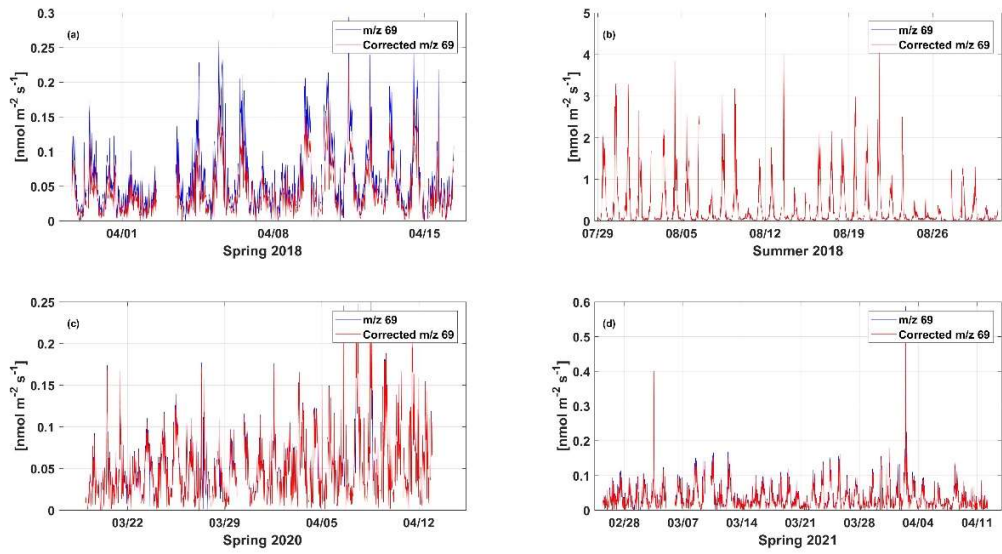 (a)
m/z 69
Corrected m/z 69
[nmol m-2 s-1]
0.3
0.25
0.2
0.15
0.1
0.05
0
04/01 04/08 04/15
Spring 2018
(b)
m/z 69
Corrected m/z 69
[nmol m-2 s-1]
5
4
3
2
1
0
07/29 08/05 08/12 08/19 08/26
Summer 2018
(c)
m/z 69
Corrected m/z 69
[nmol m-2 s-1]
0.25
0.2
0.15
0.1
0.05
0
03/22 03/29 04/05 04/12
Spring 2020
(d)
m/z 69
Corrected m/z 69
[nmol m-2 s-1]
0.6
0.5
0.4
0.3
0.2
0.1
0
02/28 03/07 03/14 03/21 03/28 04/04 04/11
Spring 2021